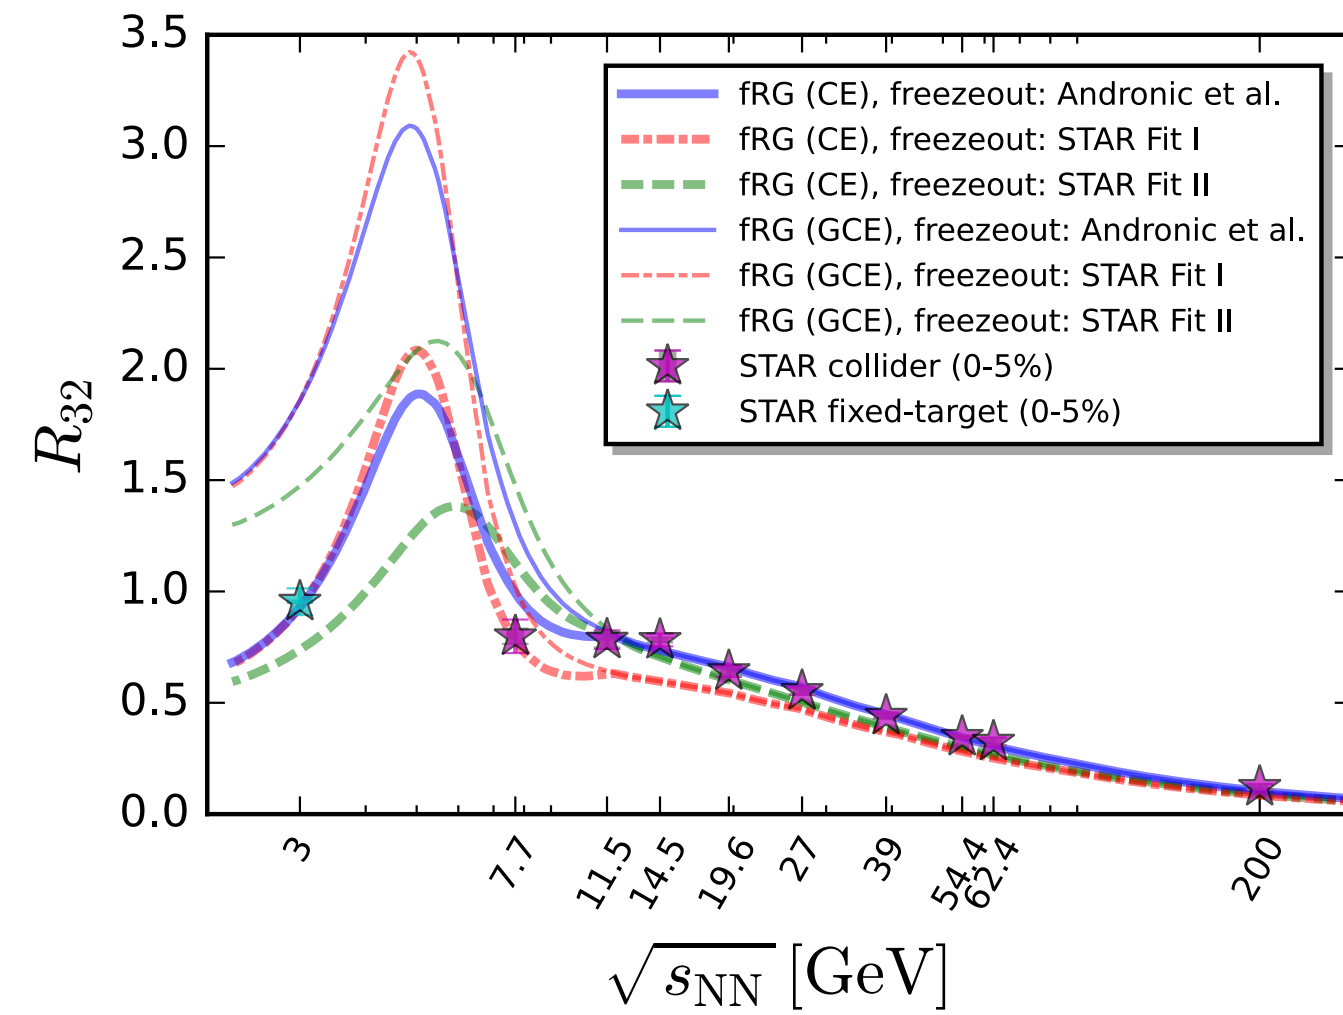 3.5
3.0
2.5
2.0
1.5
1.0
0.5
0.0
R32
fRG (CE), freezeout: Andronic et al.
fRG (CE), freezeout: STAR Fit I
fRG (CE), freezeout: STAR Fit II
fRG (GCE), freezeout: Andronic et al.
fRG (GCE), freezeout: STAR Fit I
fRG (GCE), freezeout: STAR Fit II
STAR collider (0-5%)
STAR fixed-target (0-5%)
3 7.7 11.5 14.5 19.6 27 39 54.4 62.4 200
√sNN [GeV]